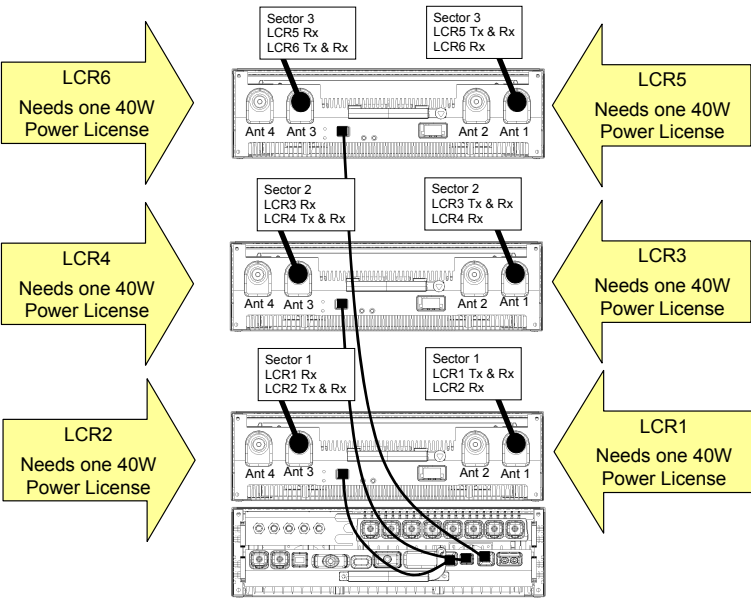 Sector 3
LCR5 Rx
LCR6 Tx & Rx
Sector 3
LCR5 Tx & Rx
LCR6 Rx
LCR6
Needs one 40W
Power License
LCR5
Needs one 40W
Power License
Ant 4
Ant 3
Ant 2
Ant 1
Sector 2
LCR3 Rx
LCR4 Tx & Rx
Sector 2
LCR3 Tx & Rx
LCR4 Rx
LCR4
Needs one 40W
Power License
LCR3
Needs one 40W
Power License
Ant 4
Ant 3
Ant 2
Ant 1
Sector 1
LCR1 Rx
LCR2 Tx & Rx
Sector 1
LCR1 Tx & Rx
LCR2 Rx
LCR2
Needs one 40W
Power License
LCR1
Needs one 40W
Power License
Ant 4
Ant 3
Ant 2
Ant 1